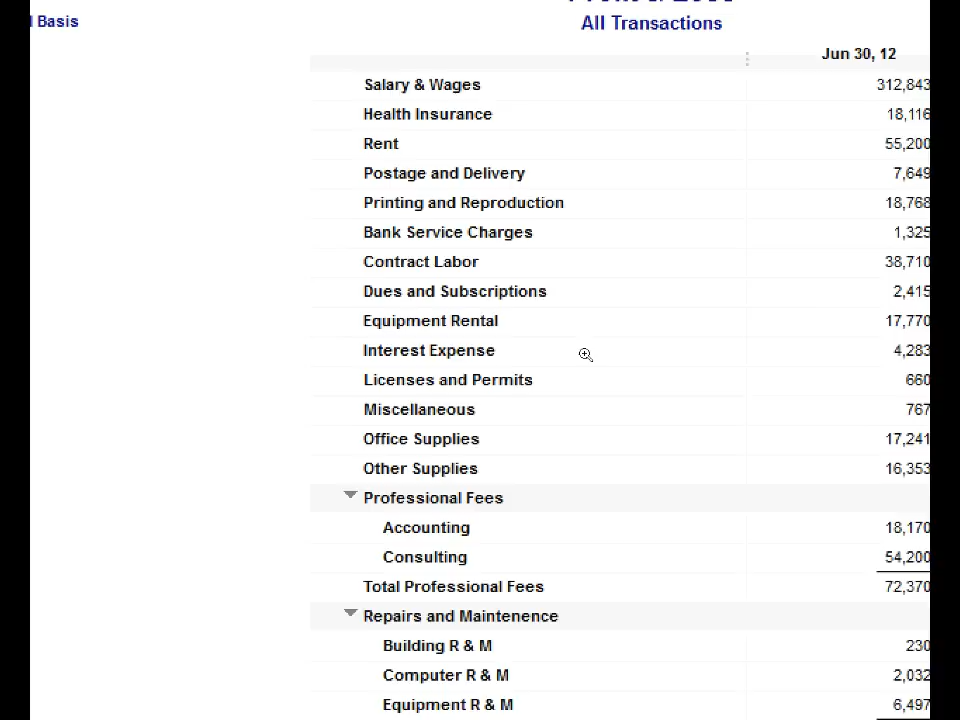 l Basis
All Transactions
Jun 30, 12
Salary & Wages 312,843
Health Insurance 18,116
Rent 55,200
Postage and Delivery 7,649
Printing and Reproduction 18,768
Bank Service Charges 1,325
Contract Labor 38,710
Dues and Subscriptions 2,415
Equipment Rental 17,770
Interest Expense 4,283
Licenses and Permits 660
Miscellaneous 767
Office Supplies 17,241
Other Supplies 16,353
Professional Fees
Accounting 18,170
Consulting 54,200
Total Professional Fees 72,370
Repairs and Maintenence
Building R & M 230
Computer R & M 2,032
Equipment R & M 6,497